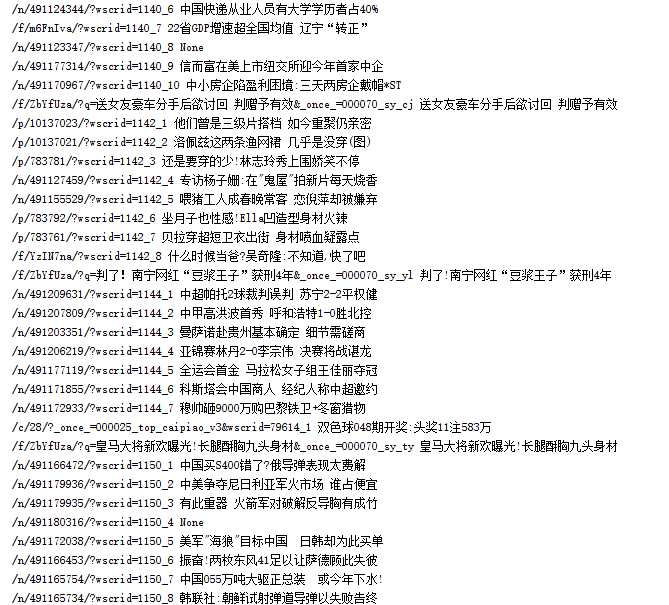 /n/491124344/?wscrid=1140_6 中国快递从业人员有大学学历者占40%
/f/m6FnIva/?wscrid=1140_7 22省GDP增速超全国均值 辽宁“转正”
/n/491123347/?wscrid=1140_8 None
/n/491177314/?wscrid=1140_9 信而富在美上市纽交所迎今年首家中企
/n/491170967/?wscrid=1140_10 中小房企陷盈利困境:三天两房企戴帽*ST
/f/ZbYfUza/?q=送女友豪车分手后欲讨回 判赠予有效&_once_=000070_sy_cj 送女友豪车分手后欲讨回 判赠予有效
/p/10137023/?wscrid=1142_1 他们曾是三级片搭档 如今重聚仍亲密
/p/10137021/?wscrid=1142_2 洛佩兹这两条渔网裙 几乎是没穿(图)
/p/783781/?wscrid=1142_3 还是要穿的少!林志玲秀上围娇笑不停
/n/491127459/?wscrid=1142_4 专访杨子姗:在"鬼屋"拍新片每天烧香
/n/491155529/?wscrid=1142_5 喂猪工人成春晚常客 恋倪萍却被嫌弃
/p/783792/?wscrid=1142_6 坐月子也性感!Ella凹造型身材火辣
/p/783761/?wscrid=1142_7 贝拉穿超短卫衣出街 身材喷血疑露点
/f/YzIN7na/?wscrid=1142_8 什么时候当爸?吴奇隆:不知道,快了吧
/f/ZbYfUza/?q=判了! 南宁网红“豆浆王子”获刑4年&_once_=000070_sy_yl 判了!南宁网红“豆浆王子”获刑4年
/n/491209631/?wscrid=1144_1 中超帕托2球裁判误判 苏宁2-2平权健
/n/491207809/?wscrid=1144_2 中甲高洪波首秀 呼和浩特1-0胜北控
/n/491203351/?wscrid=1144_3 曼萨诺赴贵州基本确定 细节需磋商
/n/491206219/?wscrid=1144_4 亚锦赛林丹2-0李宗伟 决赛将战谌龙
/n/491177119/?wscrid=1144_5 全运会首金 马拉松女子组王佳丽夺冠
/n/491171855/?wscrid=1144_6 科斯塔会中国商人 经纪人称中超邀约
/n/491172933/?wscrid=1144_7 穆帅砸9000万购巴黎铁卫+冬窗猎物
/c/28/?_once_=000025_top_caipiao_v3&wscrid=79614_1 双色球048期开奖:头奖11注583万
/f/ZbYfUza/?q=皇马大将新欢曝光!长腿酥胸九头身材&_once_=000070_sy_ty 皇马大将新欢曝光!长腿酥胸九头身材
/n/491166472/?wscrid=1150_1 中国买S400错了?俄导弹表现太费解
/n/491179936/?wscrid=1150_2 中美争夺尼日利亚军火市场 谁占便宜
/n/491179935/?wscrid=1150_3 有此重器 火箭军对破解反导胸有成竹
/n/491180316/?wscrid=1150_4 None
/n/491172038/?wscrid=1150_5 美军"海狼"目标中国　日韩却为此买单
/n/491166453/?wscrid=1150_6 振奋!两枚东风41足以让萨德顾此失彼
/n/491165754/?wscrid=1150_7 中国055万吨大驱正总装　或今年下水!
/n/491165734/?wscrid=1150_8 韩联社:朝鲜试射弹道导弹以失败告终